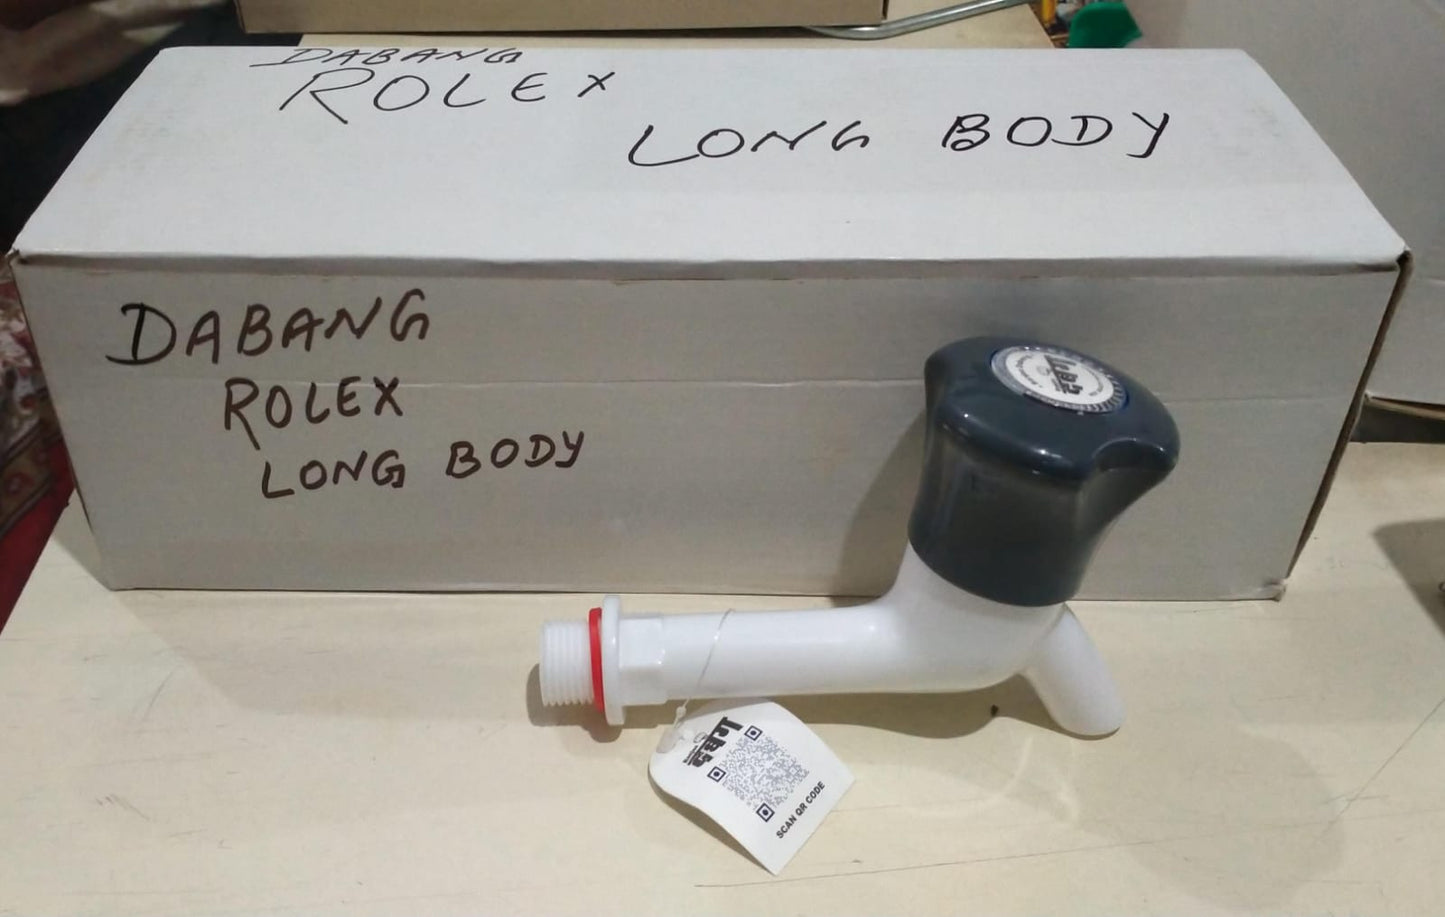 DABANG
ROLEX
LONG BODY
DABANG
ROLEX
LONG BODY
SCAN QR CODE